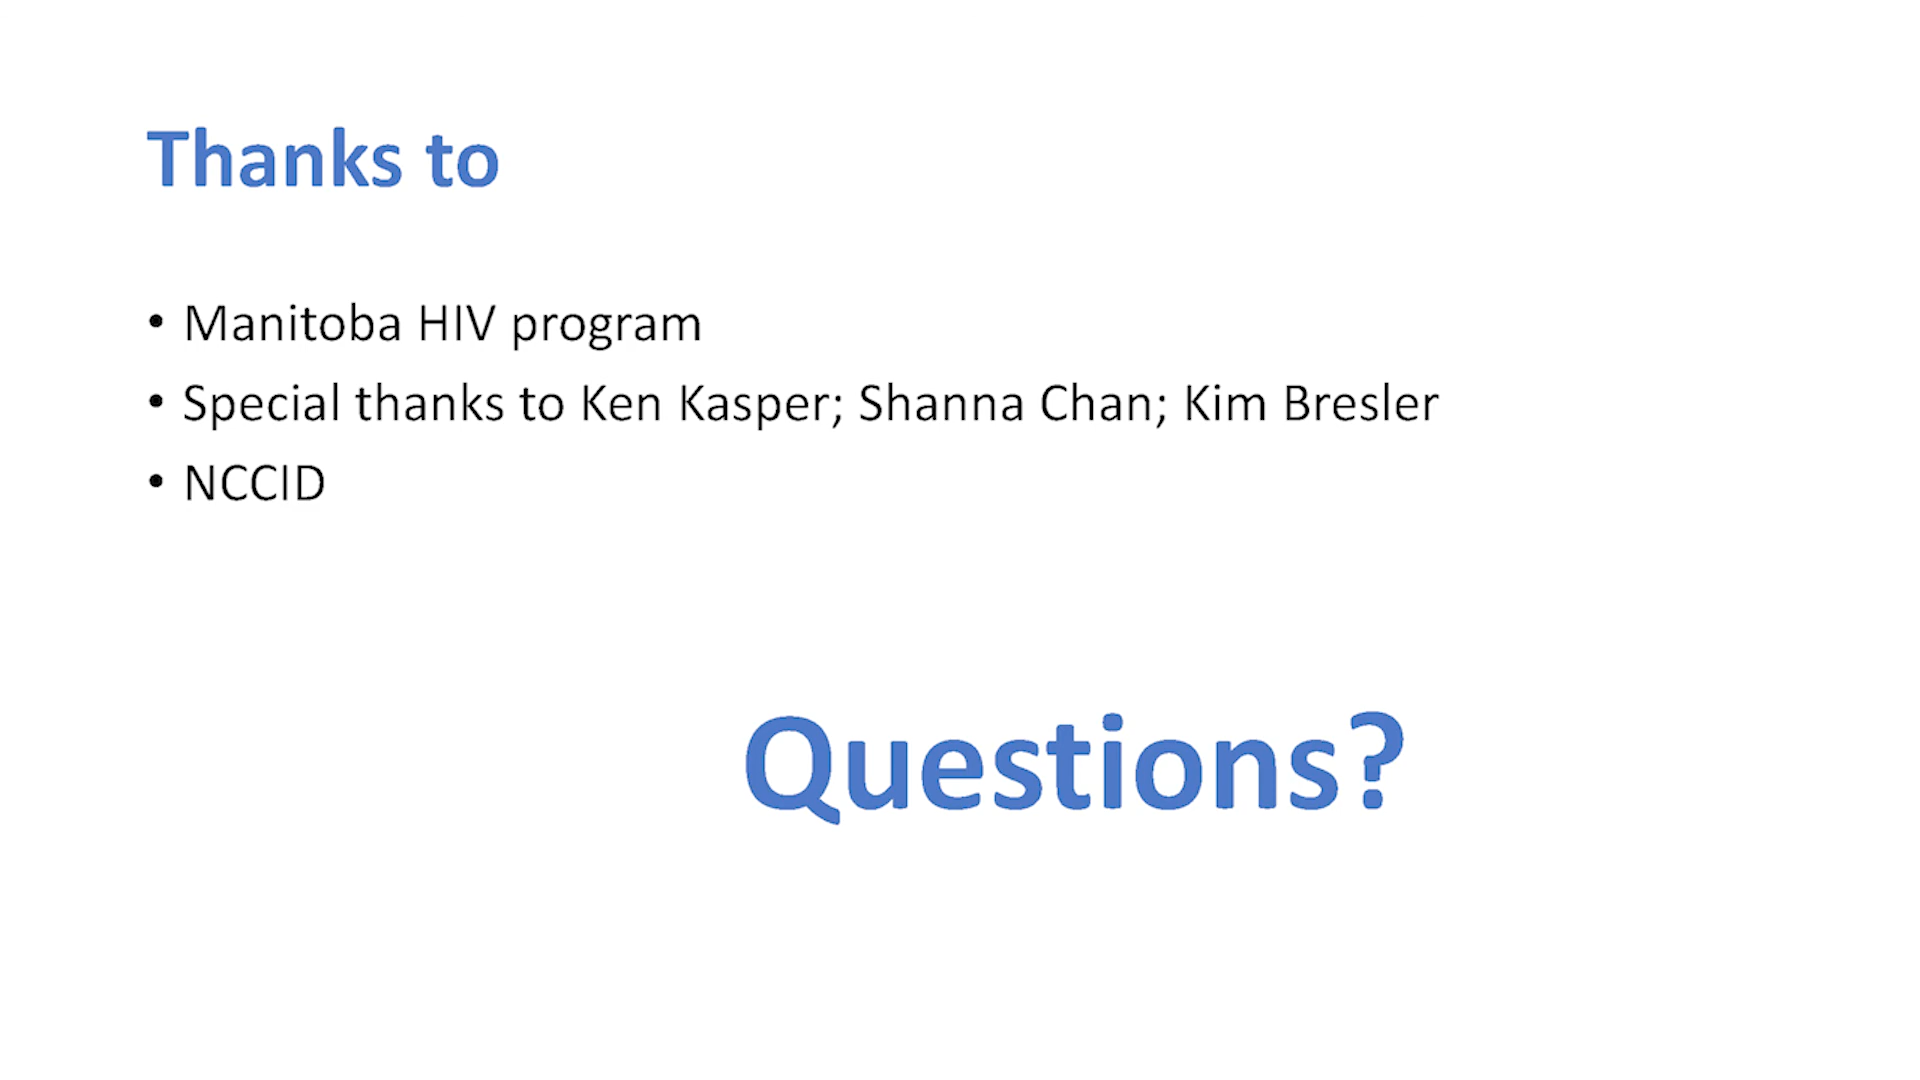 Thanks to
• Manitoba HIV program
• Special thanks to Ken Kasper; Shanna Chan; Kim Bresler
• NCCID
Questions?